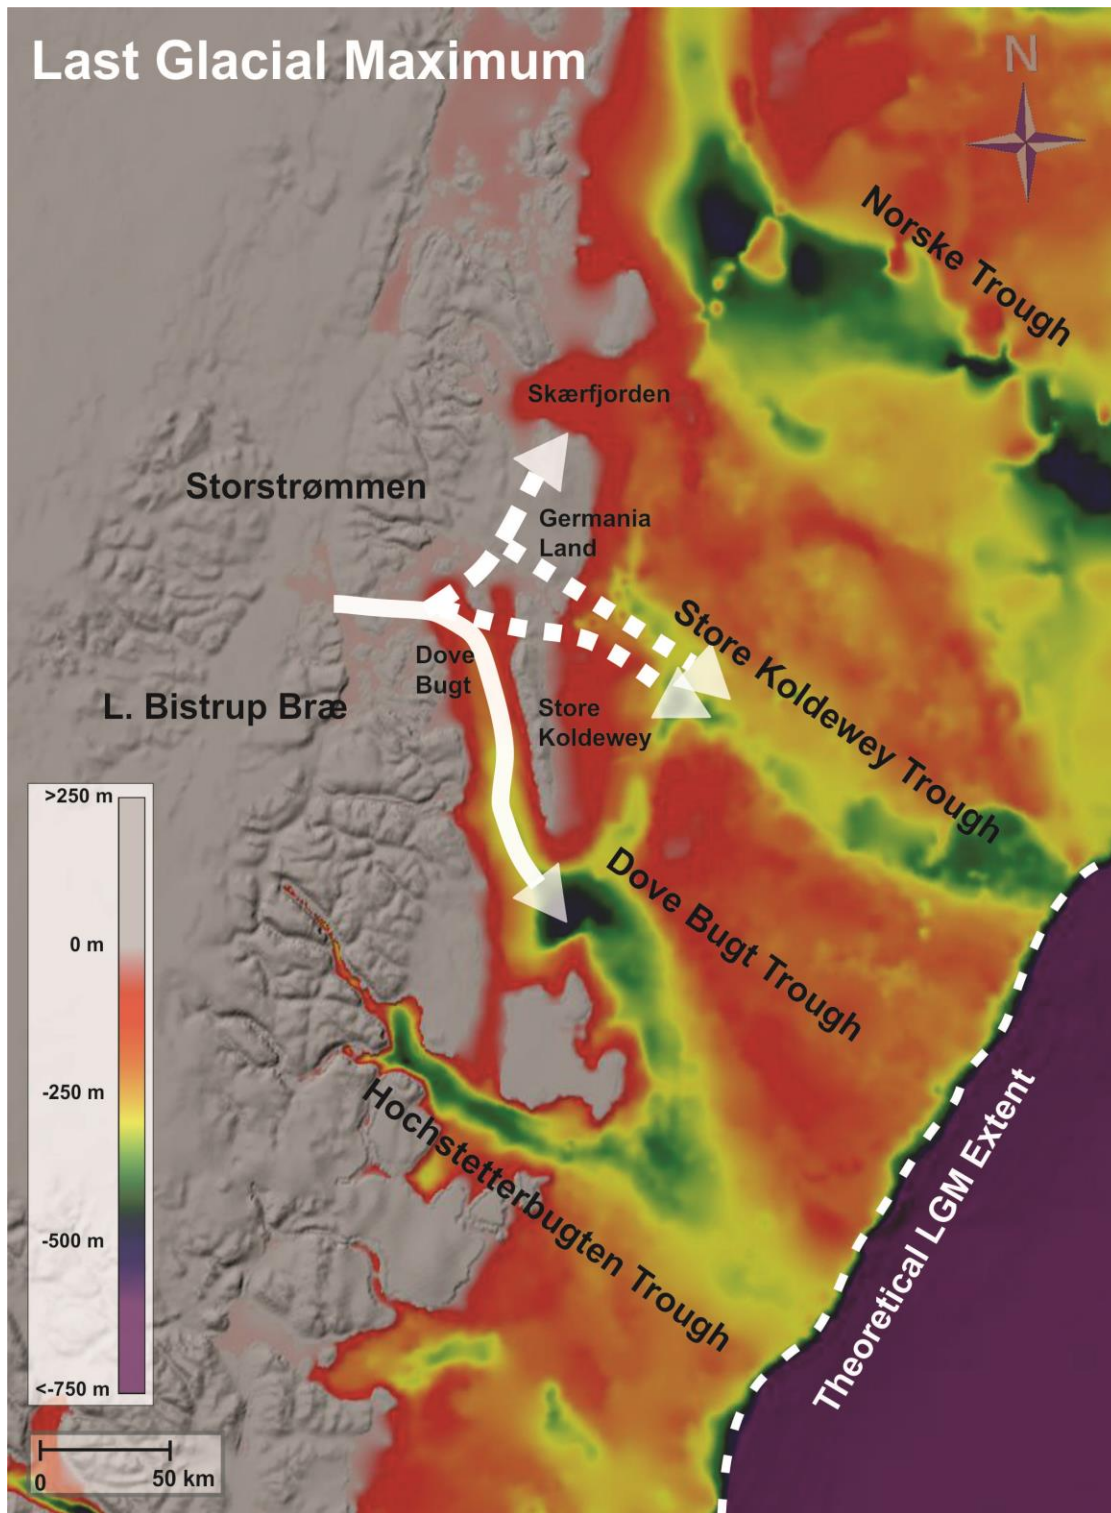 Last Glacial Maximum
N
Norske Trough
Skærfjorden
Storstrømmen
Germania
Land
Store Koldewey Trough
Dove
Bugt
L. Bistrup Bræ
Store
Koldewey
>250 m
0 m
-250 m
-500 m
<-750 m
Dove Bugt Trough
Hochstetterbugten Trough
Theoretical LGM Extent
0
50 km